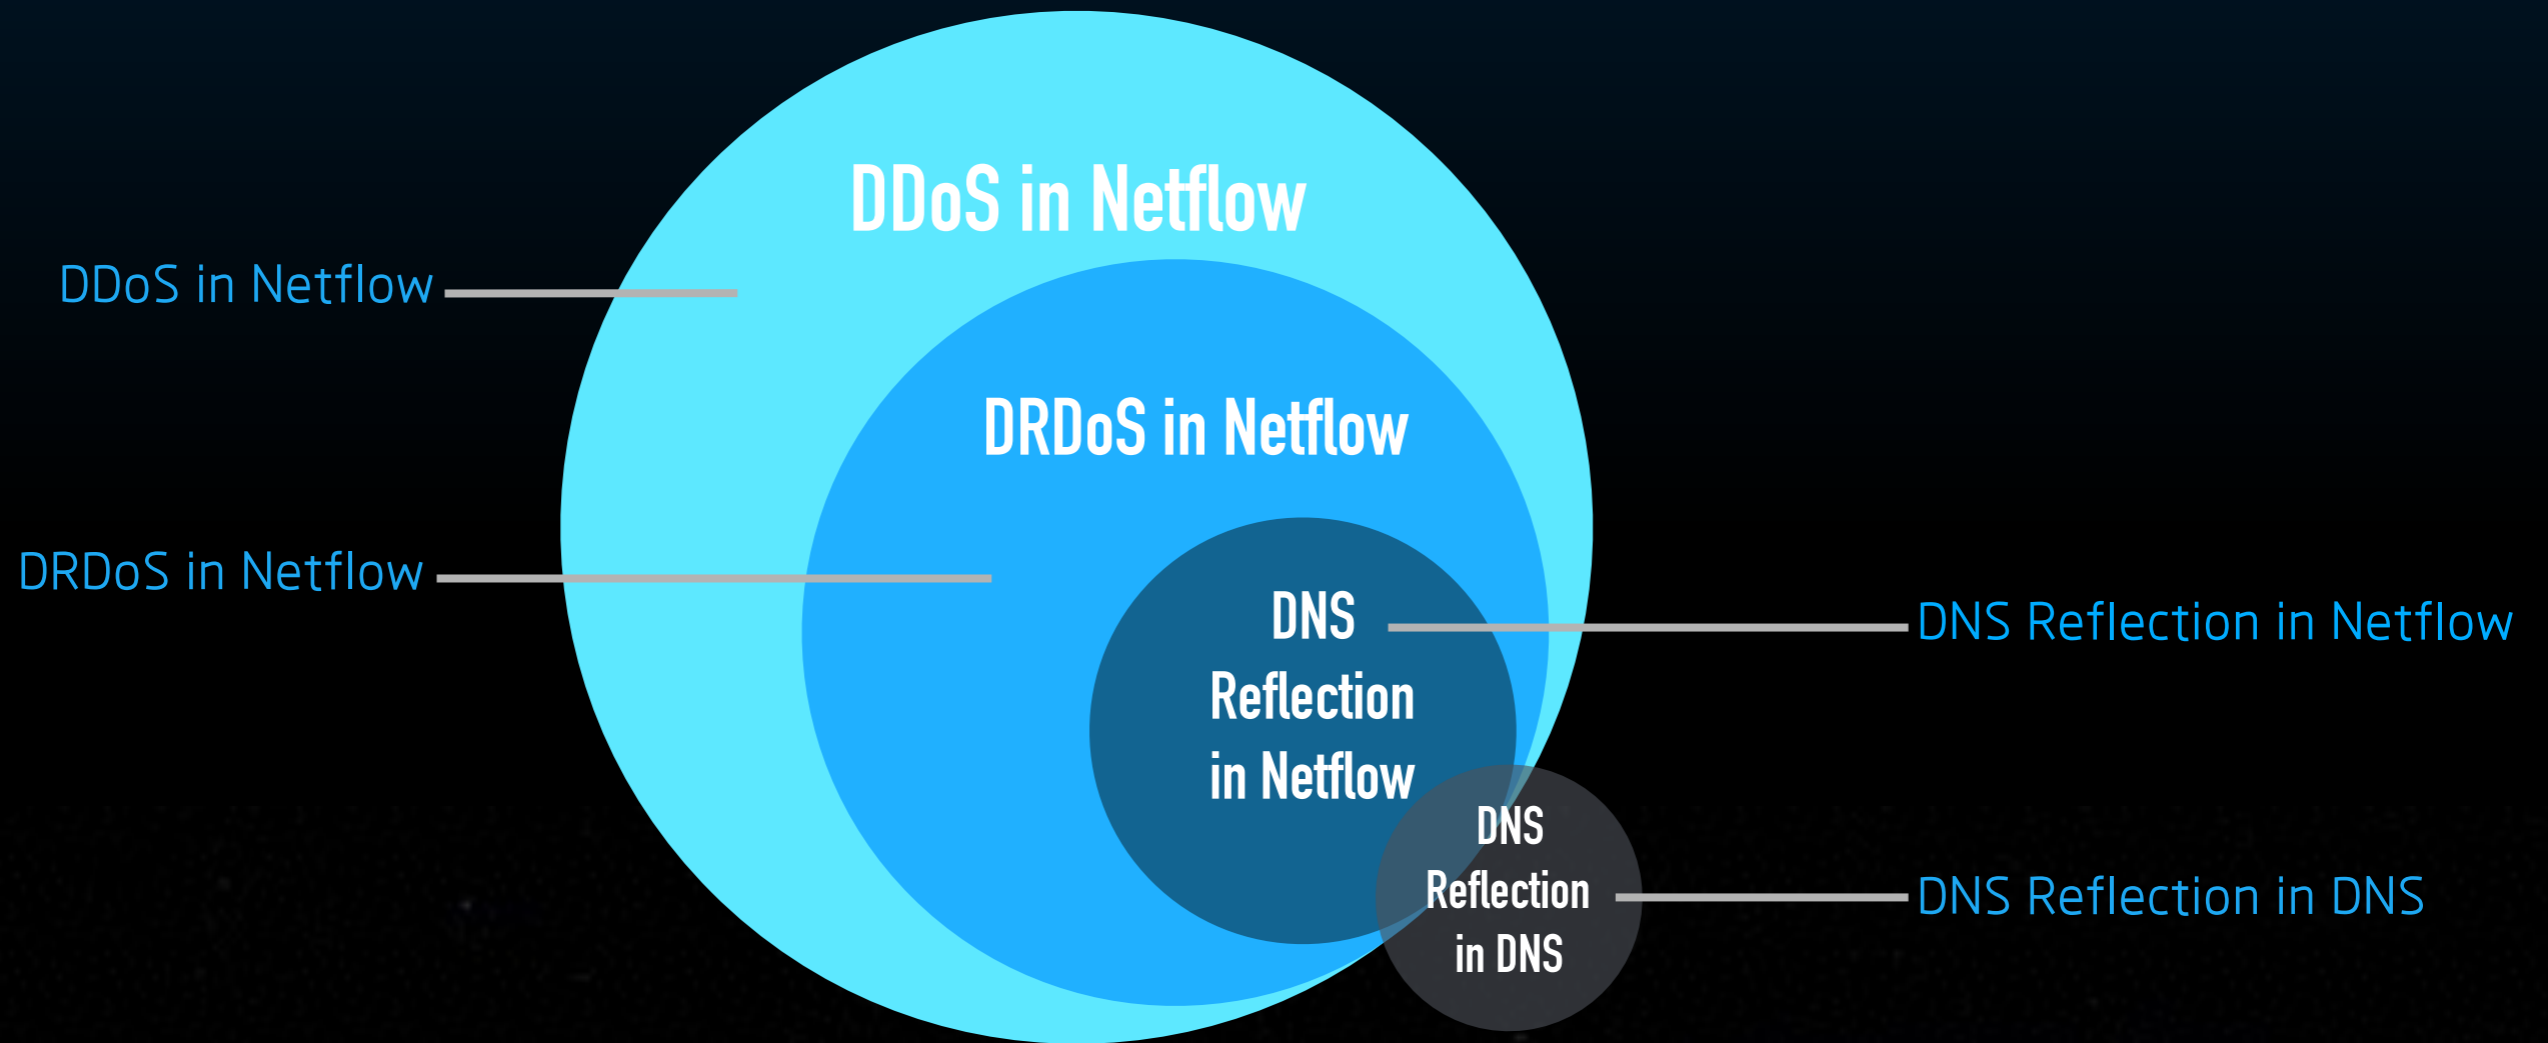 DDoS in Netflow
DDoS in Netflow
DRDoS in Netflow
DRDoS in Netflow
DNS
Reflection
in Netflow
DNS Reflection in Netflow
DNS
Reflection
in DNS
DNS Reflection in DNS